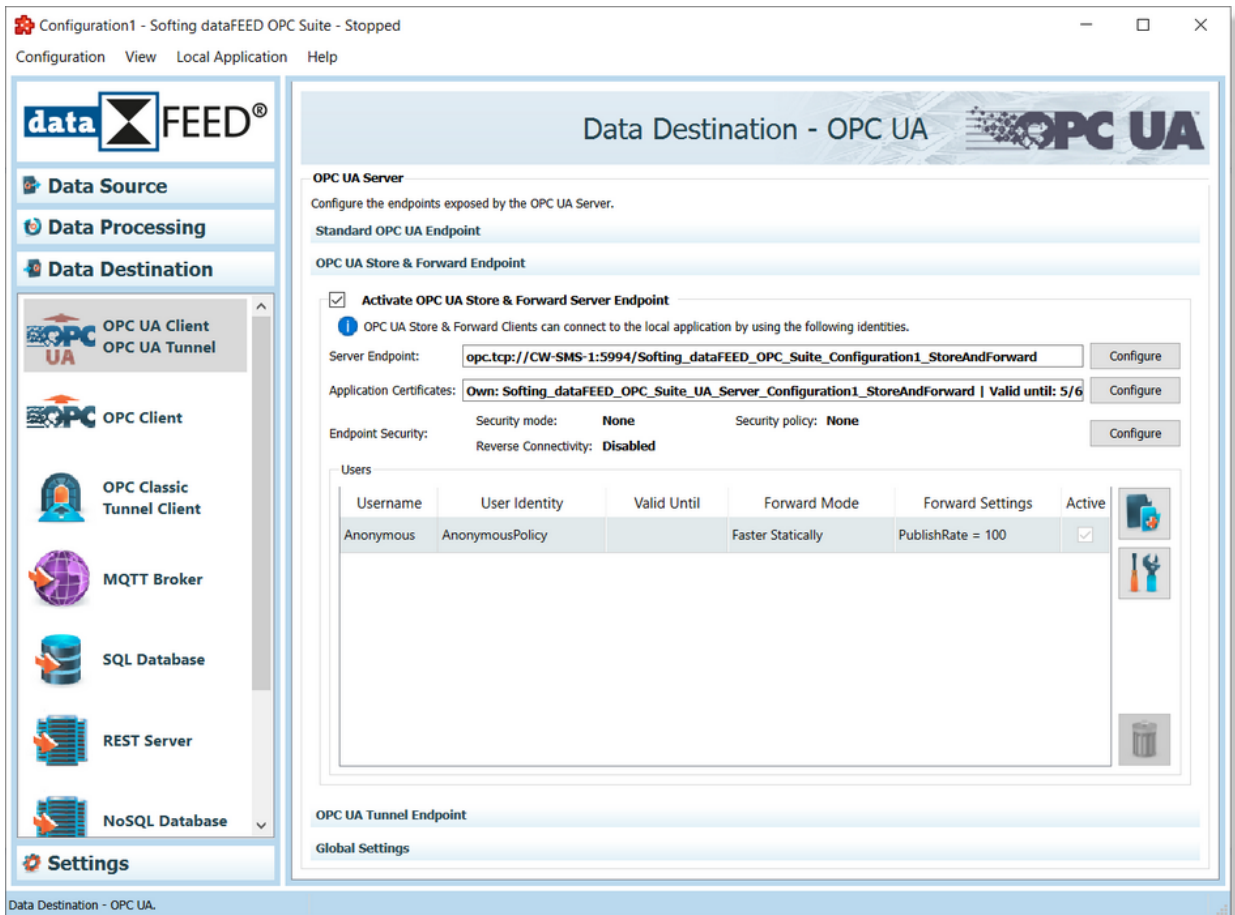 Configuration1 - Softing dataFEED OPC Suite - Stopped
Configuration View Local Application Help
data FEED®
Data Source
Data Processing
Data Destination
OPC UA Client
OPC UA Tunnel
OPC UA
OPC Client
OPC
OPC Classic
Tunnel Client
MQTT Broker
SQL Database
REST Server
NoSQL Database
Settings
Data Destination - OPC UA
OPC UA
OPC UA Server
Configure the endpoints exposed by the OPC UA Server.
Standard OPC UA Endpoint
OPC UA Store & Forward Endpoint
Activate OPC UA Store & Forward Server Endpoint
i OPC UA Store & Forward Clients can connect to the local application by using the following identities.
Server Endpoint: opc.tcp://CW-SMS-1:5994/Softing_dataFEED_OPC_Suite_Configuration1_StoreAndForward Configure
Application Certificates: Own: Softing_dataFEED_OPC_Suite_UA_Server_Configuration1_StoreAndForward | Valid until: 5/6 Configure
Endpoint Security: Security mode: None Security policy: None Configure
Reverse Connectivity: Disabled
Users
Username User Identity Valid Until Forward Mode Forward Settings Active
Anonymous AnonymousPolicy Faster Statically PublishRate = 100
OPC UA Tunnel Endpoint
Global Settings
Data Destination - OPC UA.